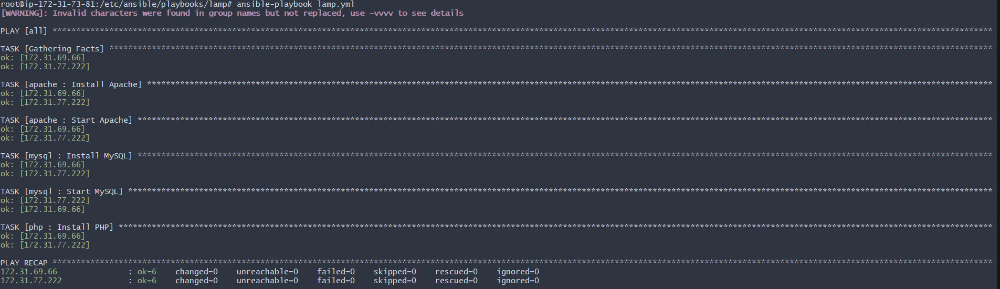 root@ip-172-31-73-81:/etc/ansible/playbooks/lamp# ansible-playbook lamp.yml
[WARNING]: Invalid characters were found in group names but not replaced, use -vvvv to see details
PLAY [all] ***************************************************************************************************************************************************************************************************
TASK [Gathering Facts] ***************************************************************************************************************************************************************************************
ok: [172.31.69.66]
ok: [172.31.77.222]
TASK [apache : Install Apache] *******************************************************************************************************************************************************************************
ok: [172.31.69.66]
ok: [172.31.77.222]
TASK [apache : Start Apache] *********************************************************************************************************************************************************************************
ok: [172.31.69.66]
ok: [172.31.77.222]
TASK [mysql : Install MySQL] *********************************************************************************************************************************************************************************
ok: [172.31.69.66]
ok: [172.31.77.222]
TASK [mysql : Start MySQL] ***********************************************************************************************************************************************************************************
ok: [172.31.77.222]
ok: [172.31.69.66]
TASK [php : Install PHP] *************************************************************************************************************************************************************************************
ok: [172.31.69.66]
ok: [172.31.77.222]
PLAY RECAP ***************************************************************************************************************************************************************************************************
172.31.69.66               : ok=6    changed=0    unreachable=0    failed=0    skipped=0    rescued=0    ignored=0
172.31.77.222              : ok=6    changed=0    unreachable=0    failed=0    skipped=0    rescued=0    ignored=0